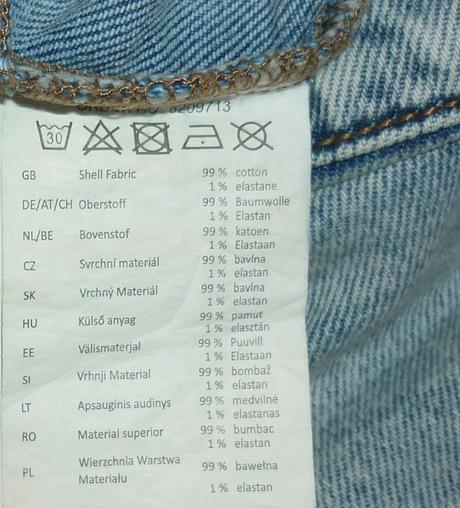 8209713
30
GB Shell Fabric 99 % cotton
1 % elastane
DE/AT/CH Oberstoff 99 % Baumwolle
1 % Elastan
NL/BE Bovenstof 99 % katoen
1 % Elastaan
CZ Svrchní materiál 99 % bavlna
1 % elastan
SK Vrchný Materiál 99 % bavlna
1 % elastan
HU Külső anyag 99 % pamut
1 % elasztán
EE Välismaterjal 99 % Puuvill
1 % Elastaan
SI Vrhnji Material 99 % bombaž
1 % elastan
LT Apsauginis audinys 99 % medvilnė
1 % elastanas
RO Material superior 99 % bumbac
1 % elastan
PL Wierzchnia Warstwa Materiału 99 % bawełna
1 % elastan